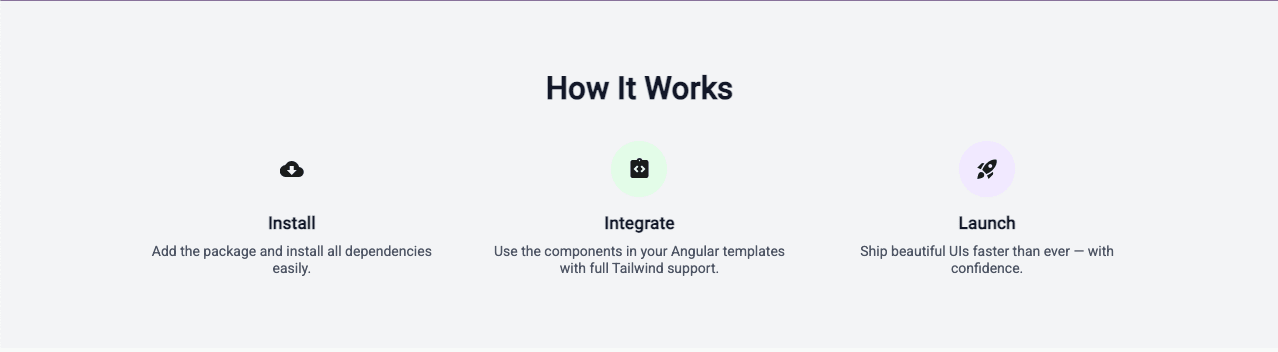 How It Works
Install
Add the package and install all dependencies
easily.
Integrate
Use the components in your Angular templates
with full Tailwind support.
Launch
Ship beautiful UIs faster than ever — with
confidence.